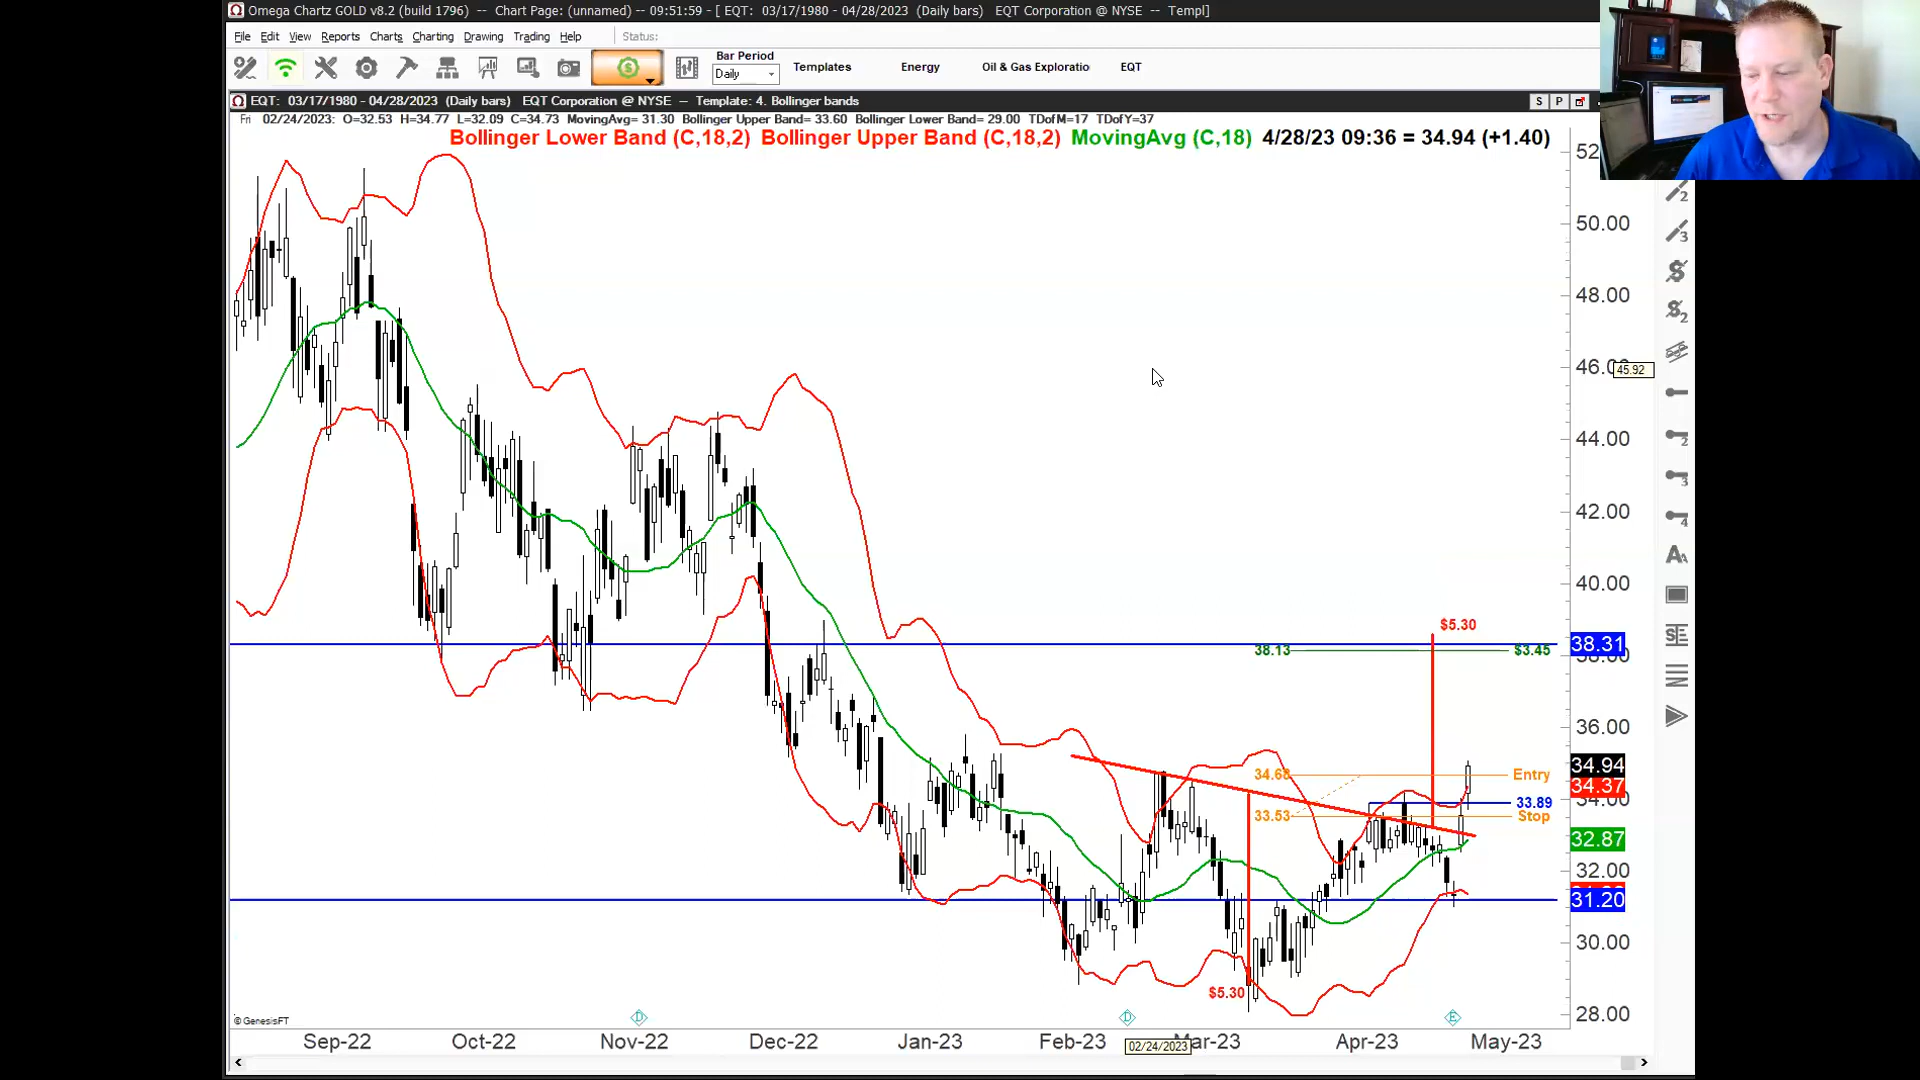 Omega Chartz GOLD v8.2 (build 1796) -- Chart Page: (unnamed) -- 09:51:59 - [ EQT: 03/17/1980 - 04/28/2023 (Daily bars) EQT Corporation @ NYSE -- Templ]
File Edit View Reports Charts Charting Drawing Trading Help Status:
Bar Period
Daily
Templates Energy Oil & Gas Exploratio EQT
EQT: 03/17/1980 - 04/28/2023 (Daily bars) EQT Corporation @ NYSE -- Template: 4. Bollinger bands
S P
Fri 02/24/2023: O=32.53 H=34.77 L=32.09 C=34.73 MovingAvg= 31.30 Bollinger Upper Band= 33.60 Bollinger Lower Band= 29.00 TDofM=17 TDofY=37
Bollinger Lower Band (C,18,2) Bollinger Upper Band (C,18,2) MovingAvg (C,18) 4/28/23 09:36 = 34.94 (+1.40)
52
50.00
48.00
46.0
45.92
44.00
42.00
40.00
$5.30
38.31
38.13 $3.45
38.00
36.00
34.94
34.68 Entry
34.37
34.00
33.89
33.53 Stop
32.87
32.00
31.20
30.00
$5.30
28.00
D D E
© GenesisFT
Sep-22 Oct-22 Nov-22 Dec-22 Jan-23 Feb-23 Mar-23 Apr-23 May-23
02/24/2023